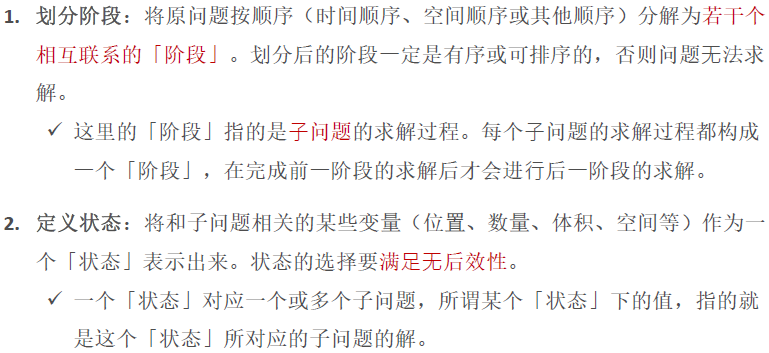 1. 划分阶段：将原问题按顺序（时间顺序、空间顺序或其他顺序）分解为若干个
相互联系的「阶段」。划分后的阶段一定是有序或可排序的，否则问题无法求
解。
✓ 这里的「阶段」指的是子问题的求解过程。每个子问题的求解过程都构成
一个「阶段」，在完成前一阶段的求解后才会进行后一阶段的求解。
2. 定义状态：将和子问题相关的某些变量（位置、数量、体积、空间等）作为一
个「状态」表示出来。状态的选择要满足无后效性。
✓ 一个「状态」对应一个或多个子问题，所谓某个「状态」下的值，指的就
是这个「状态」所对应的子问题的解。